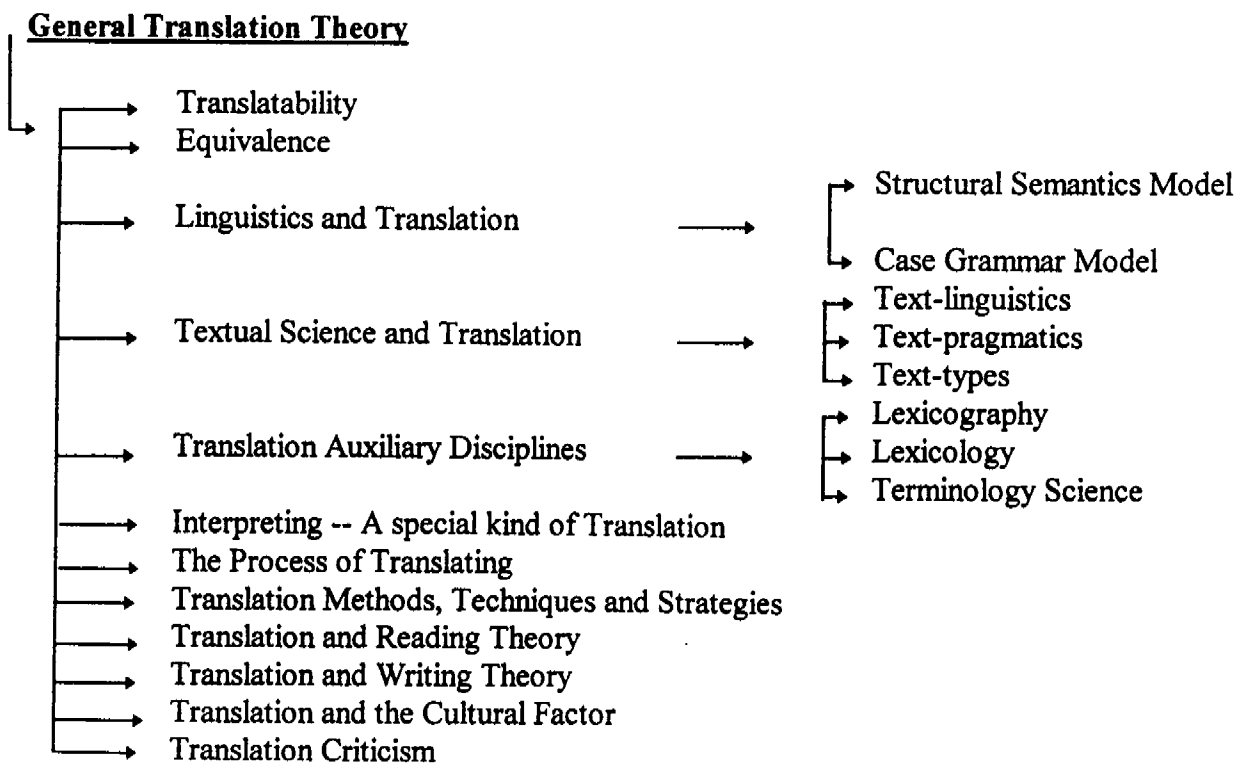 General Translation Theory
Translatability
Equivalence
Linguistics and Translation
Structural Semantics Model
Case Grammar Model
Textual Science and Translation
Text-linguistics
Text-pragmatics
Text-types
Translation Auxiliary Disciplines
Lexicography
Lexicology
Terminology Science
Interpreting -- A special kind of Translation
The Process of Translating
Translation Methods, Techniques and Strategies
Translation and Reading Theory
Translation and Writing Theory
Translation and the Cultural Factor
Translation Criticism